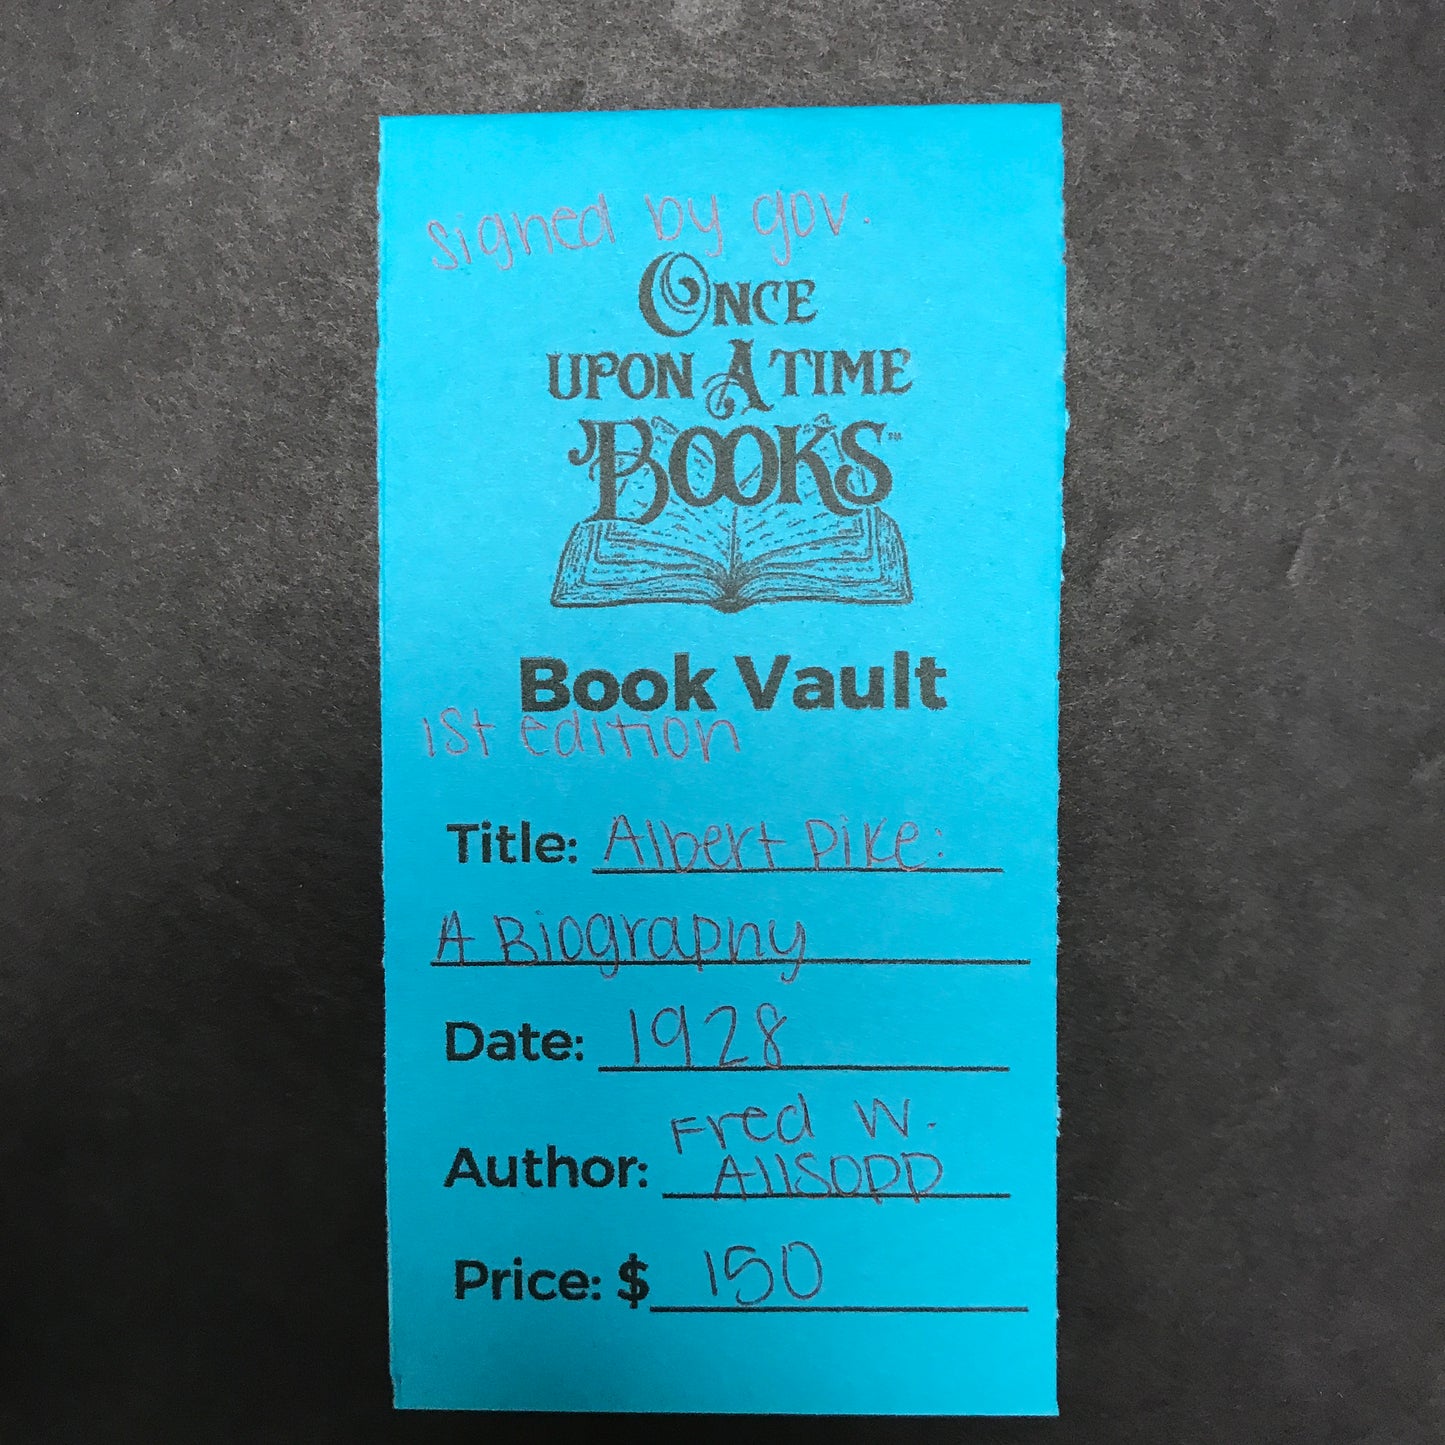 signed by gov.
ONCE
UPON A TIME
BOOKS™
Book Vault
1st edition
Title: Albert Pike:
A Biography
Date: 1928
Fred W.
Author: Allsopp
Price: $ 150